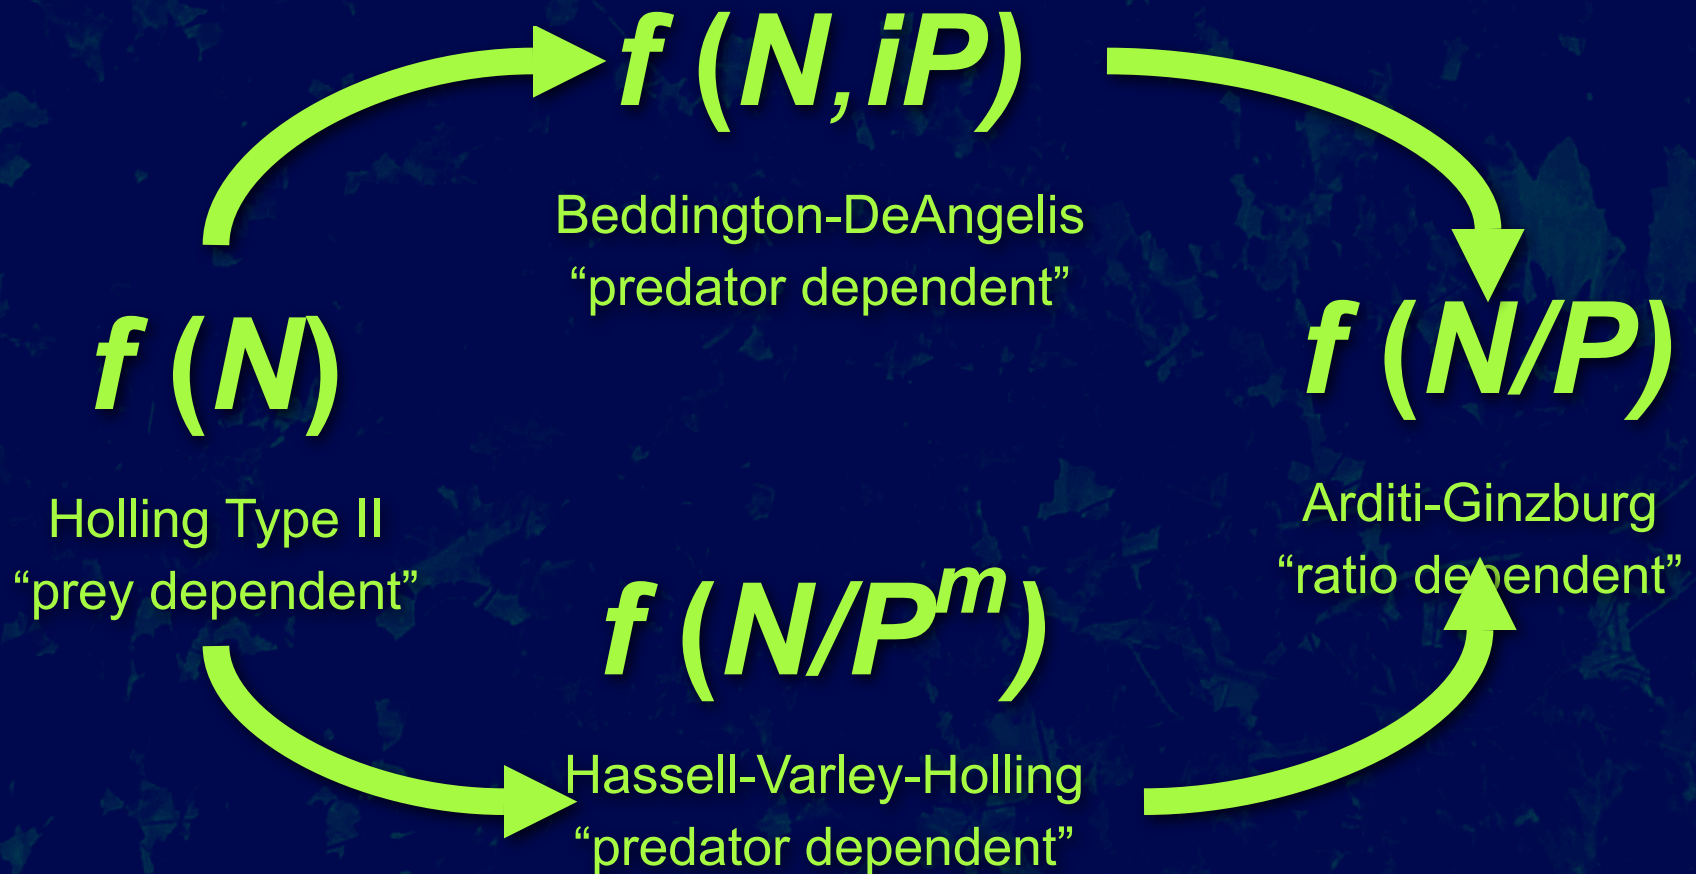 f (N,iP)
Beddington-DeAngelis
“predator dependent”
f (N)
Holling Type II
“prey dependent”
f (N/P)
Arditi-Ginzburg
“ratio dependent”
f (N/Pᵐ)
Hassell-Varley-Holling
“predator dependent”